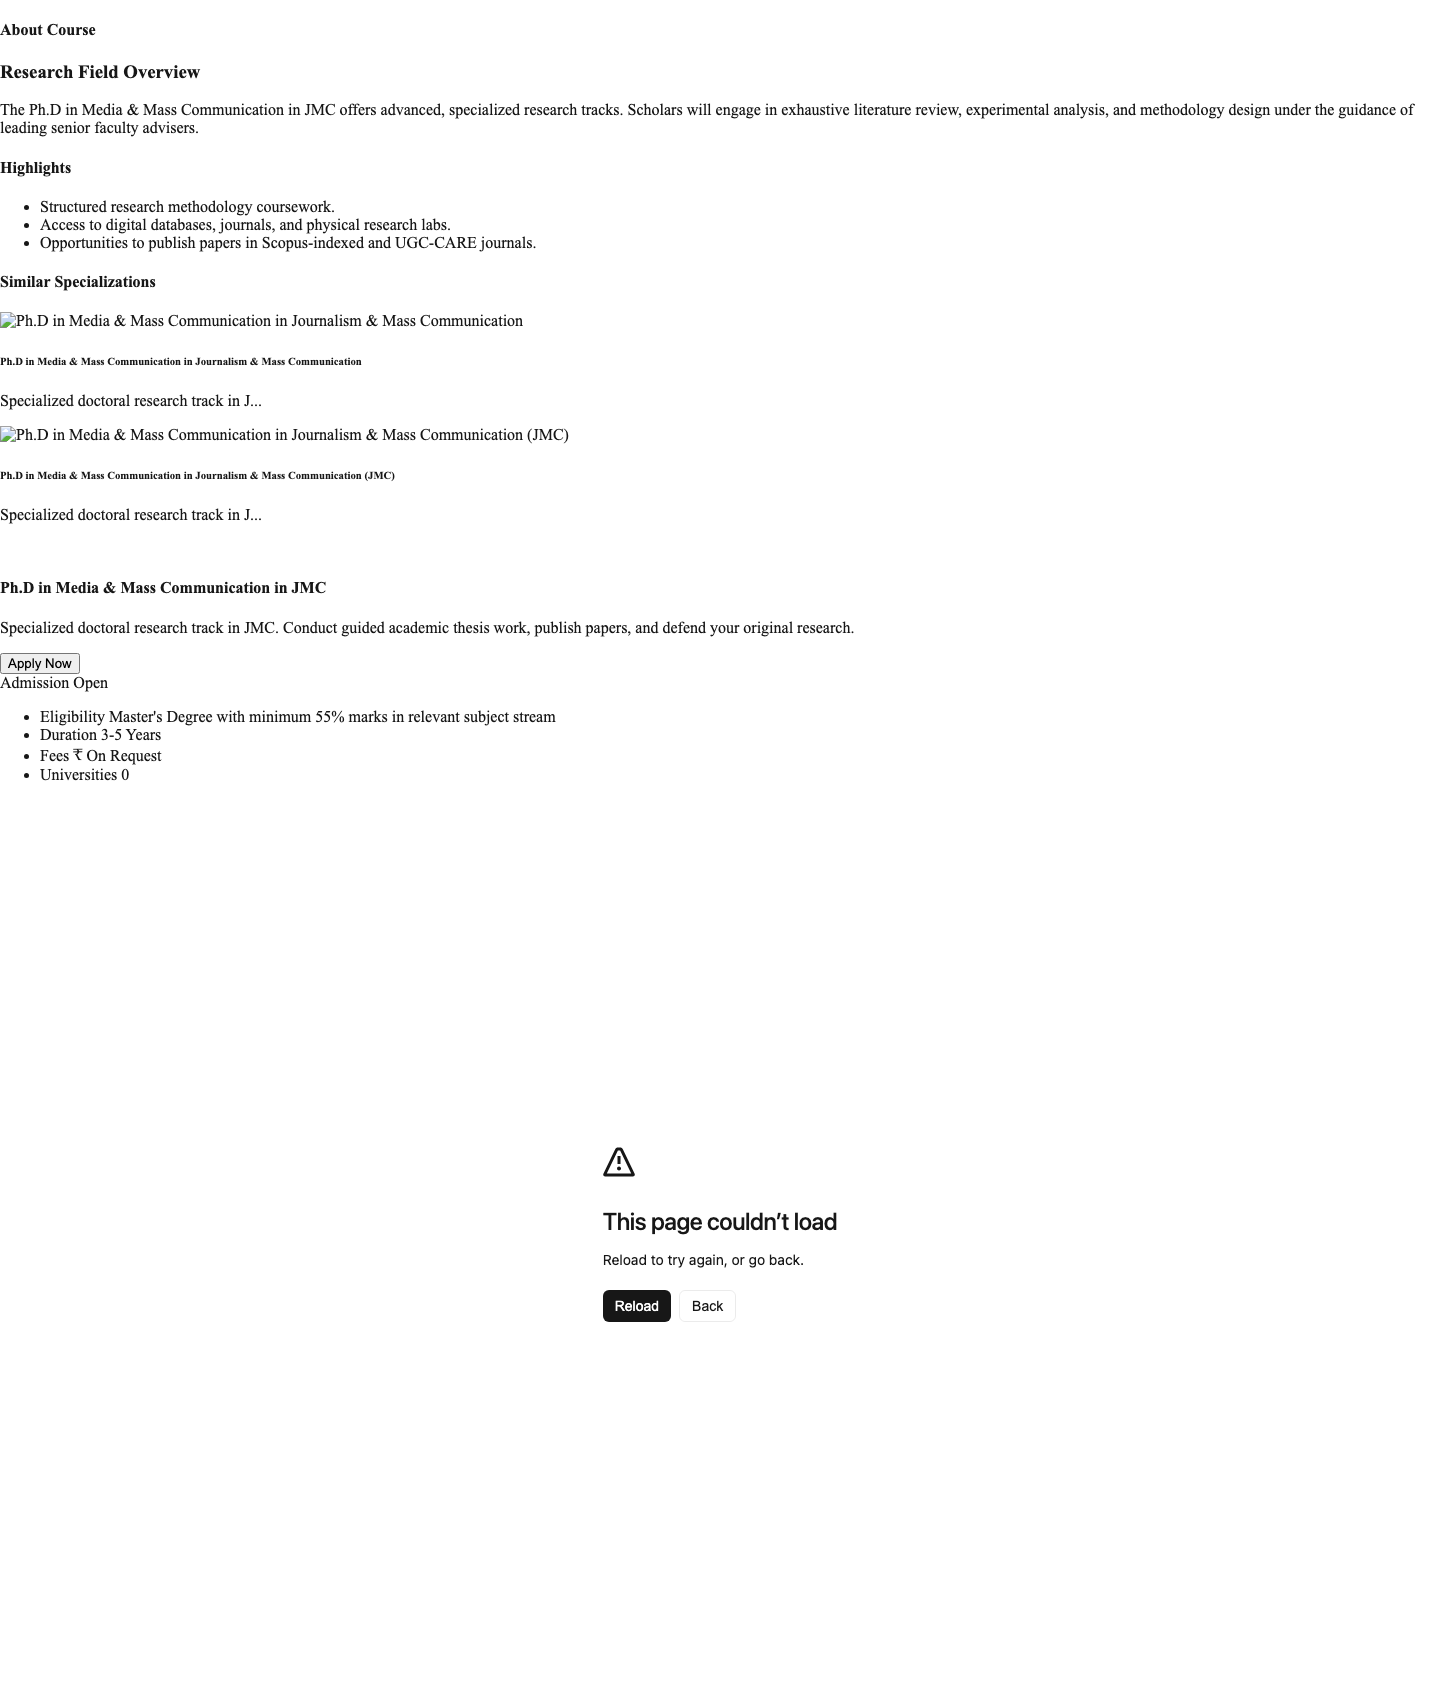 About Course
Research Field Overview
The Ph.D in Media & Mass Communication in JMC offers advanced, specialized research tracks. Scholars will engage in exhaustive literature review, experimental analysis, and methodology design under the guidance of
leading senior faculty advisers.
Highlights
Structured research methodology coursework.
Access to digital databases, journals, and physical research labs.
Opportunities to publish papers in Scopus-indexed and UGC-CARE journals.
Similar Specializations
Ph.D in Media & Mass Communication in Journalism & Mass Communication
Ph.D in Media & Mass Communication in Journalism & Mass Communication
Specialized doctoral research track in J...
Ph.D in Media & Mass Communication in Journalism & Mass Communication (JMC)
Ph.D in Media & Mass Communication in Journalism & Mass Communication (JMC)
Specialized doctoral research track in J...
Ph.D in Media & Mass Communication in JMC
Specialized doctoral research track in JMC. Conduct guided academic thesis work, publish papers, and defend your original research.
Apply Now
Admission Open
Eligibility Master's Degree with minimum 55% marks in relevant subject stream
Duration 3-5 Years
Fees ₹ On Request
Universities 0
This page couldn’t load
Reload to try again, or go back.
Reload Back